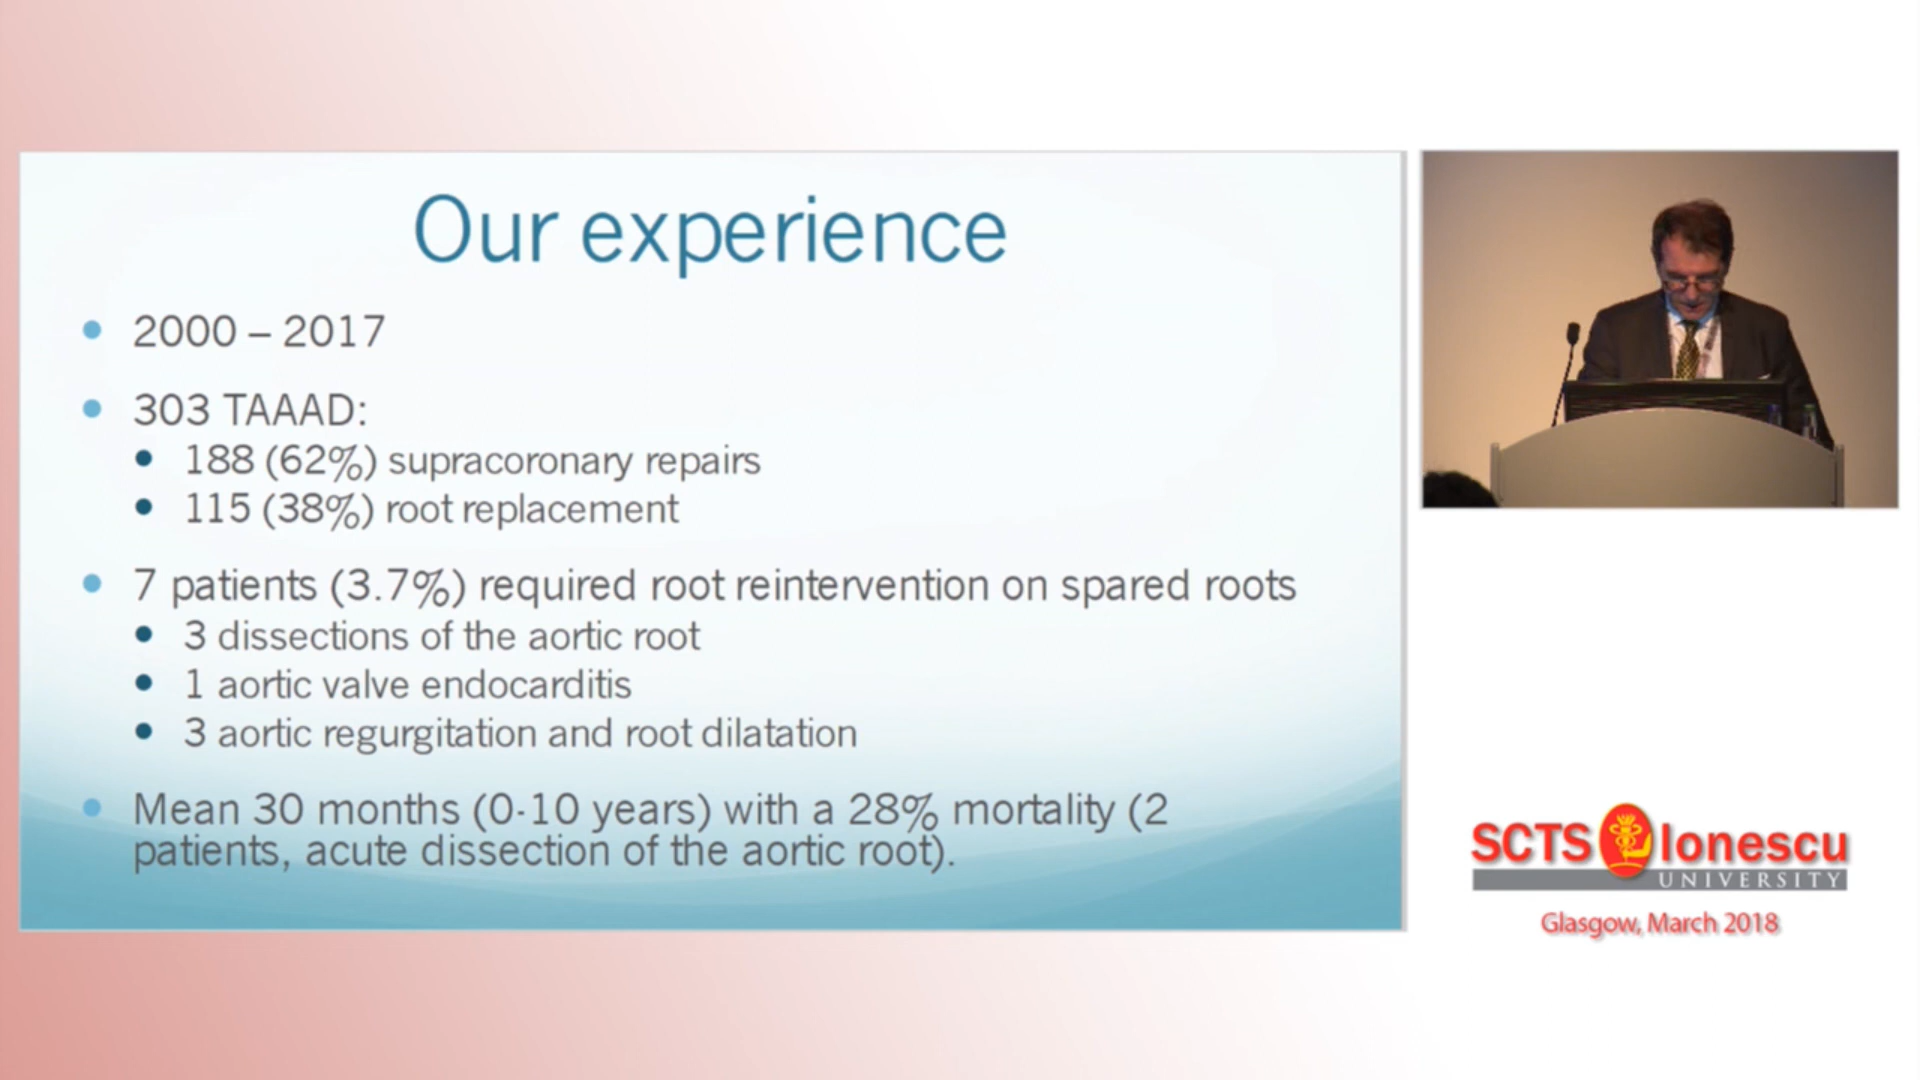 Our experience
2000 – 2017
303 TAAAD:
188 (62%) supracoronary repairs
115 (38%) root replacement
7 patients (3.7%) required root reintervention on spared roots
3 dissections of the aortic root
1 aortic valve endocarditis
3 aortic regurgitation and root dilatation
Mean 30 months (0-10 years) with a 28% mortality (2
patients, acute dissection of the aortic root).
SCTS Ionescu
UNIVERSITY
Glasgow, March 2018